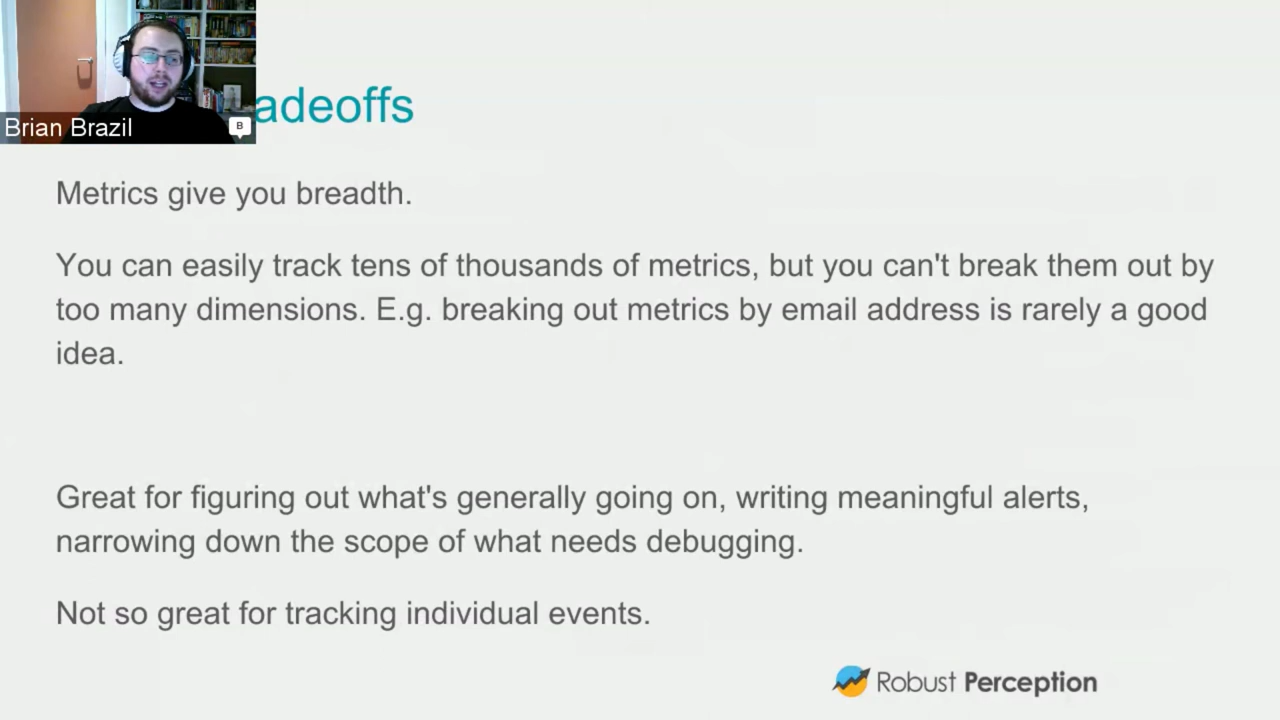 adeoffs
Brian Brazil
B
Metrics give you breadth.
You can easily track tens of thousands of metrics, but you can't break them out by
too many dimensions. E.g. breaking out metrics by email address is rarely a good
idea.
Great for figuring out what's generally going on, writing meaningful alerts,
narrowing down the scope of what needs debugging.
Not so great for tracking individual events.
Robust Perception